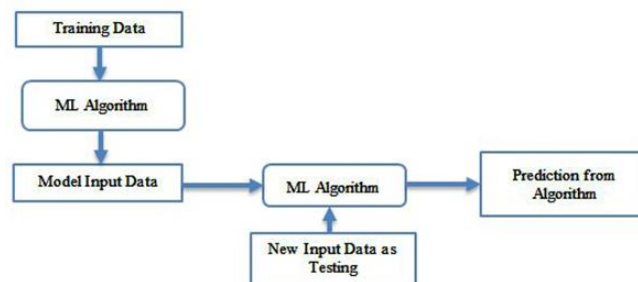 Training Data
ML Algorithm
Model Input Data
ML Algorithm
Prediction from
Algorithm
New Input Data as
Testing